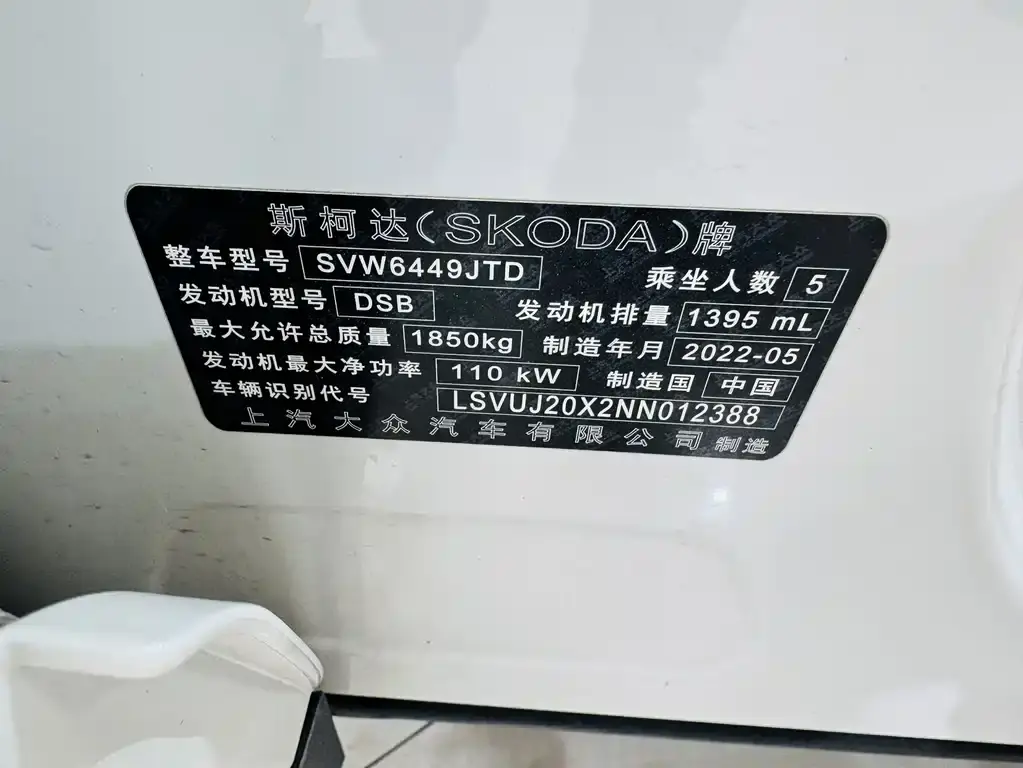 斯柯达(SKODA)牌
整车型号 SVW6449JTD 乘坐人数 5
发动机型号 DSB 发动机排量 1395 mL
最大允许总质量 1850kg 制造年月 2022-05
发动机最大净功率 110 kW 制造国 中国
车辆识别代号 LSVUJ20X2NN012388
上汽大众汽车有限公司 制造